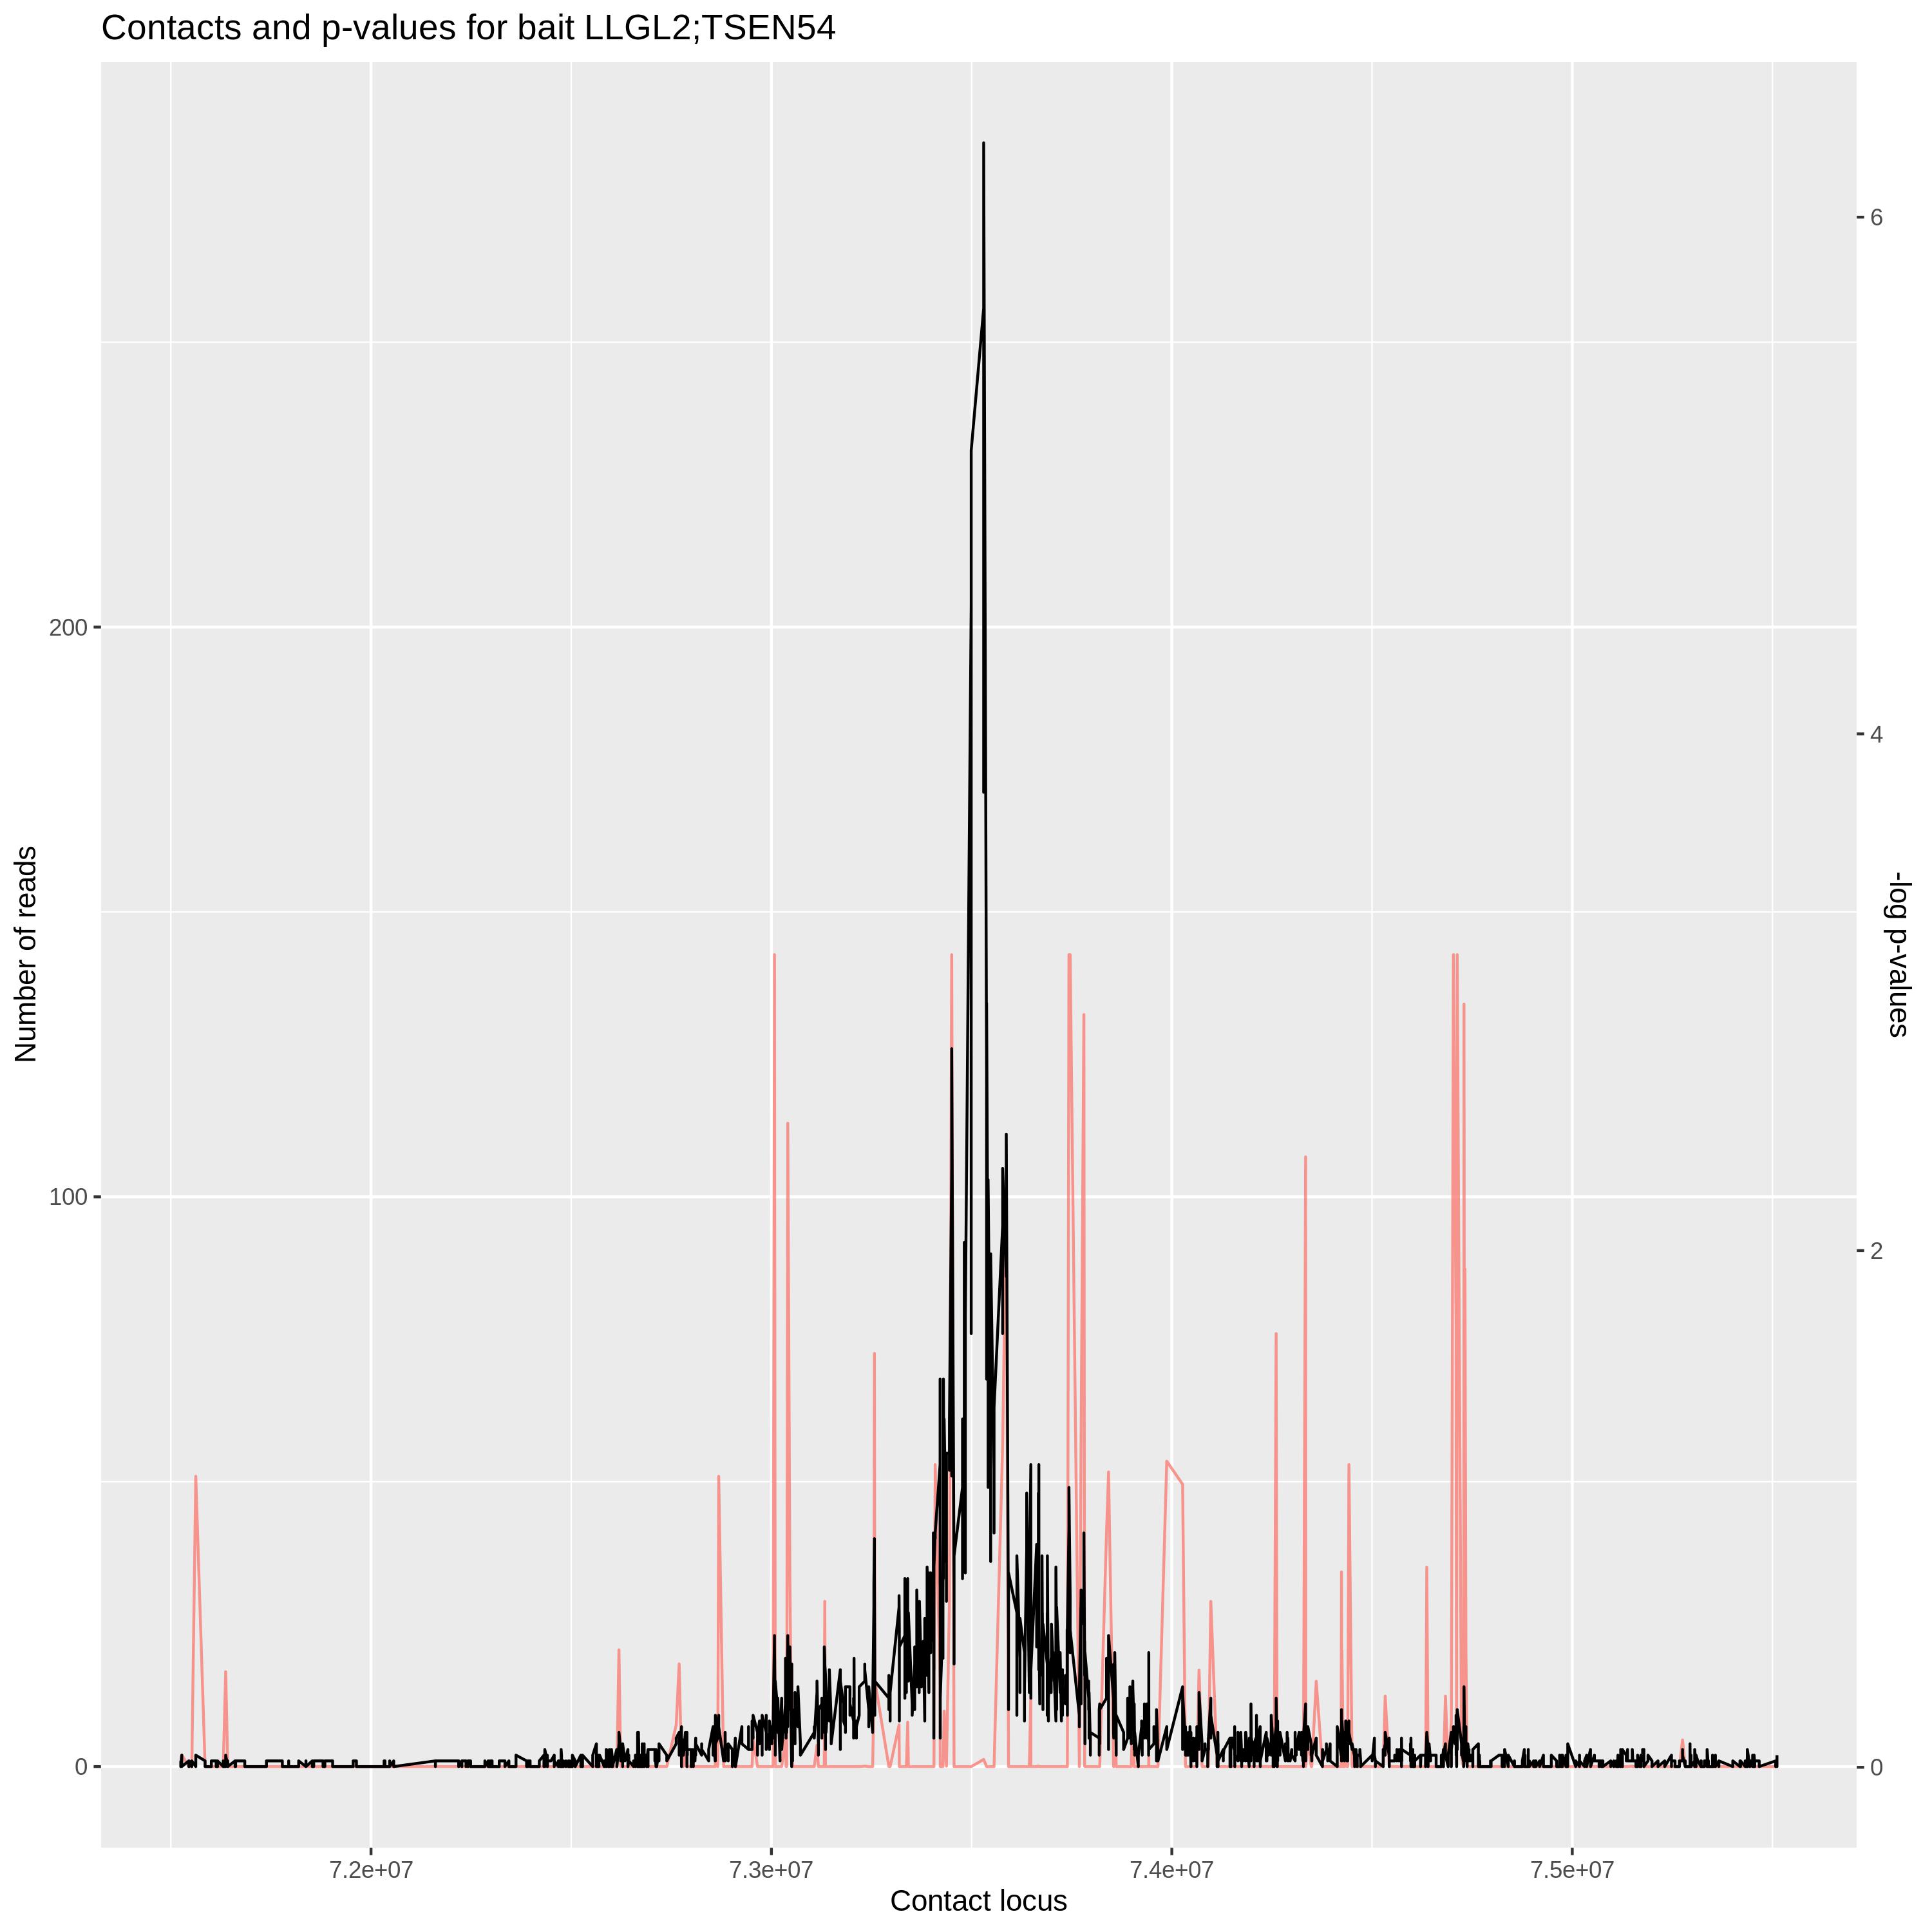 Contacts and p-values for bait LLGL2;TSEN54
6
200
4
Number of reads
-log p-values
100
2
0
0
7.2e+07
7.3e+07
7.4e+07
7.5e+07
Contact locus